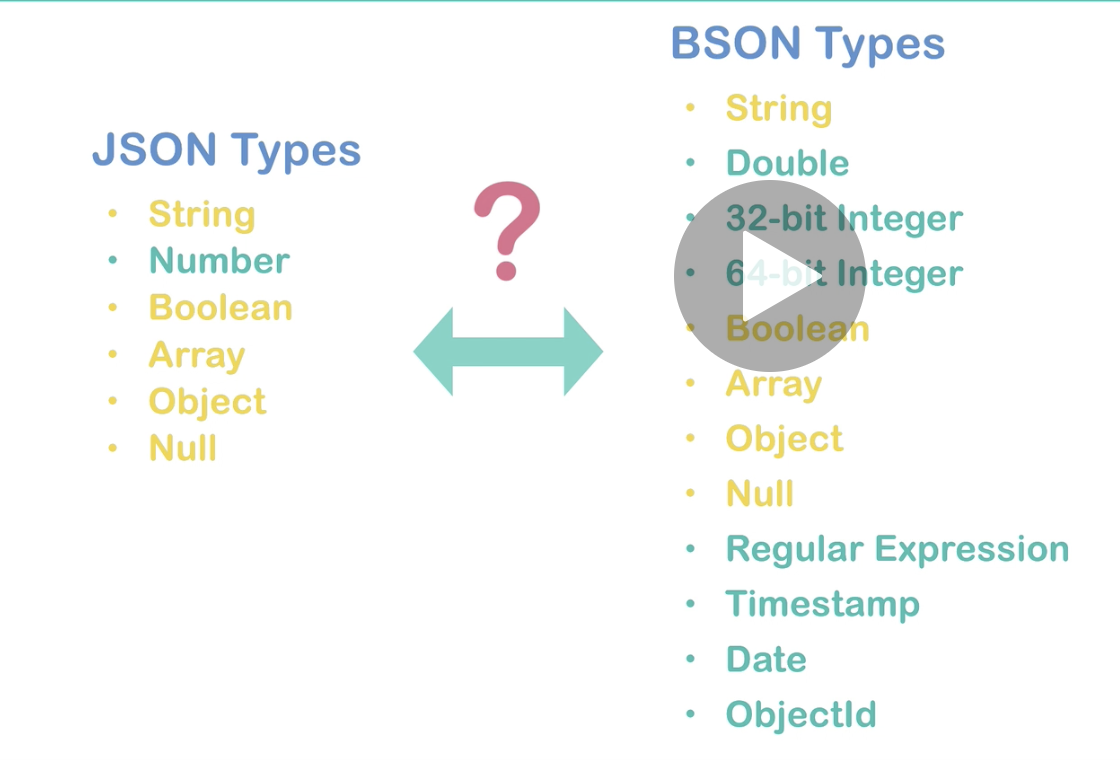 JSON Types
• String
• Number
• Boolean
• Array
• Object
• Null
?
BSON Types
• String
• Double
• 32-bit Integer
• 64-bit Integer
• Boolean
• Array
• Object
• Null
• Regular Expression
• Timestamp
• Date
• ObjectId